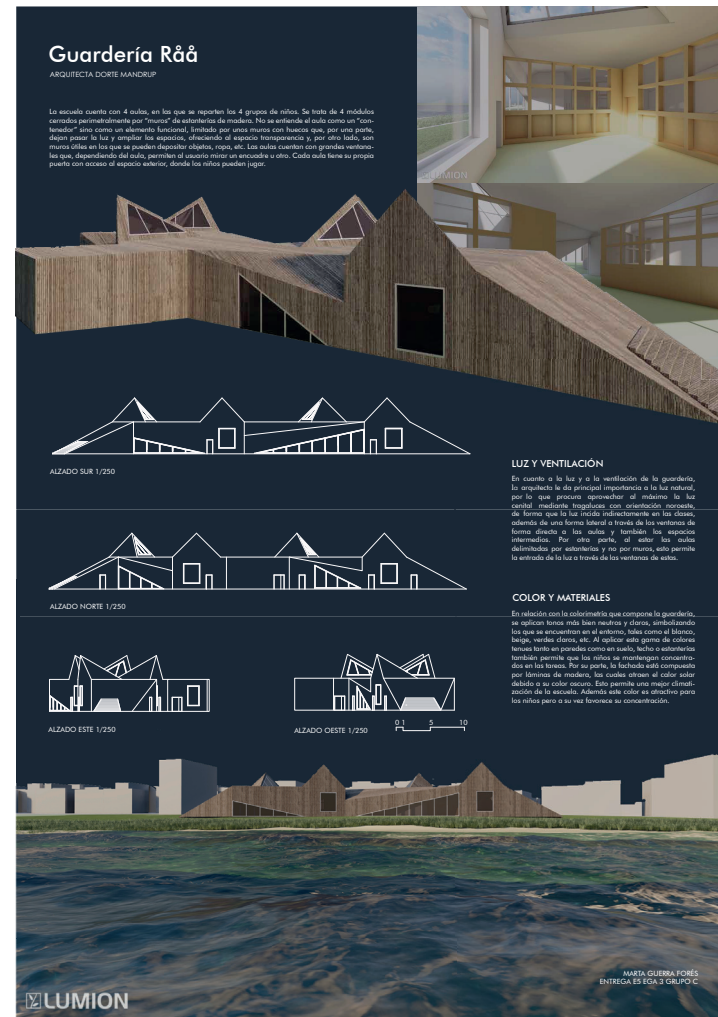 Guardería Råå
ARQUITECTA DORTE MANDRUP
La escuela cuenta con 4 aulas, en las que se reparten los 4 grupos de niños. Se trata de 4 módulos
cerrados perimetralmente por "muros" de estanterías de madera. No se entiende el aula como un "con-
tenedor" sino como un elemento funcional, limitado por unos muros con huecos que, por una parte,
dejan pasar la luz y ampliar los espacios, ofreciendo al espacio transparencia y, por otro lado, son
muros útiles en los que se pueden depositar objetos, ropa, etc. Las aulas cuentan con grandes ventana-
les que, dependiendo del aula, permiten al usuario mirar un encuadre u otro. Cada aula tiene su propia
puerta con acceso al espacio exterior, donde los niños pueden jugar.
LUMION
ALZADO SUR 1/250
LUZ Y VENTILACIÓN
En cuanto a la luz y a la ventilación de la guardería,
la arquitecta le da principal importancia a la luz natural,
por lo que procura aprovechar al máximo la luz
cenital mediante tragaluces con orientación noroeste,
de forma que la luz incida indirectamente en las clases,
además de una forma lateral a través de los ventanas de
forma directa a las aulas y también los espacios
intermedios. Por otra parte, al estar las aulas
delimitadas por estanterías y no por muros, esto permite
la entrada de la luz a través de las ventanas de estas.
ALZADO NORTE 1/250
COLOR Y MATERIALES
En relación con la colorimetría que compone la guardería,
se aplican tonos más bien neutros y claros, simbolizando
los que se encuentran en el entorno, tales como el blanco,
beige, verdes claros, etc. Al aplicar esta gama de colores
tenues tanto en paredes como en suelo, techo o estanterías
también permite que los niños se mantengan concentra-
dos en las tareas. Por su parte, la fachada está compuesta
por láminas de madera, las cuales atraen el calor solar
debido a su color oscuro. Esto permite una mejor climati-
zación de la escuela. Además este color es atractivo para
los niños pero a su vez favorece su concentración.
ALZADO ESTE 1/250
ALZADO OESTE 1/250
0 1 5 10
MARTA GUERRA FORÉS
ENTREGA E5 EGA 3 GRUPO C
LUMION